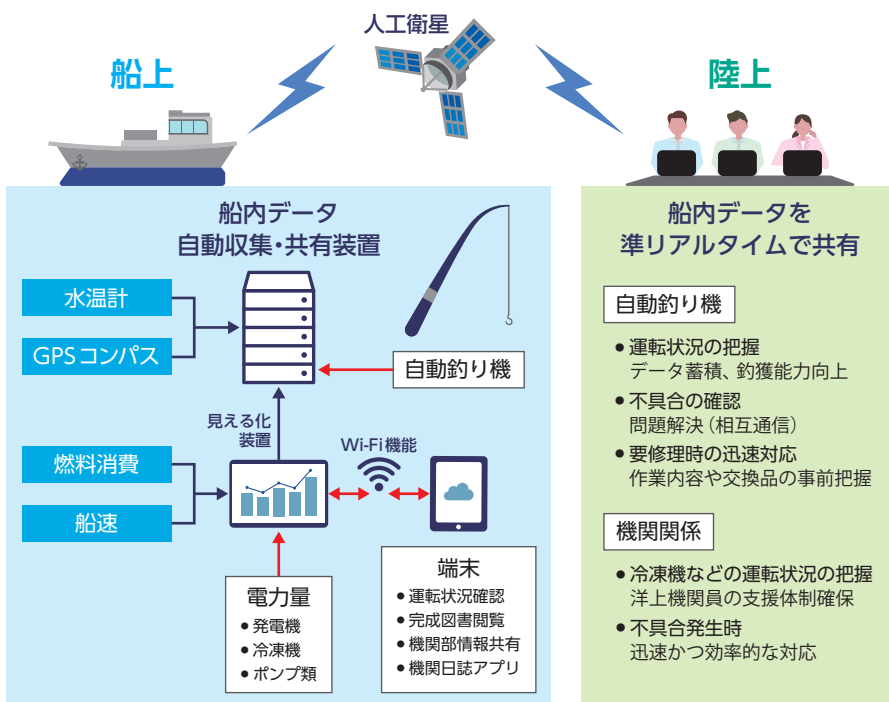 人工衛星
船上
陸上
船内データ
自動収集・共有装置
水温計
GPSコンパス
自動釣り機
見える化
装置
Wi-Fi機能
燃料消費
船速
電力量
● 発電機
● 冷凍機
● ポンプ類
端末
● 運転状況確認
● 完成図書閲覧
● 機関部情報共有
● 機関日誌アプリ
船内データを
準リアルタイムで共有
自動釣り機
● 運転状況の把握
データ蓄積、釣獲能力向上
● 不具合の確認
問題解決（相互通信）
● 要修理時の迅速対応
作業内容や交換品の事前把握
機関関係
● 冷凍機などの運転状況の把握
洋上機関員の支援体制確保
● 不具合発生時
迅速かつ効率的な対応